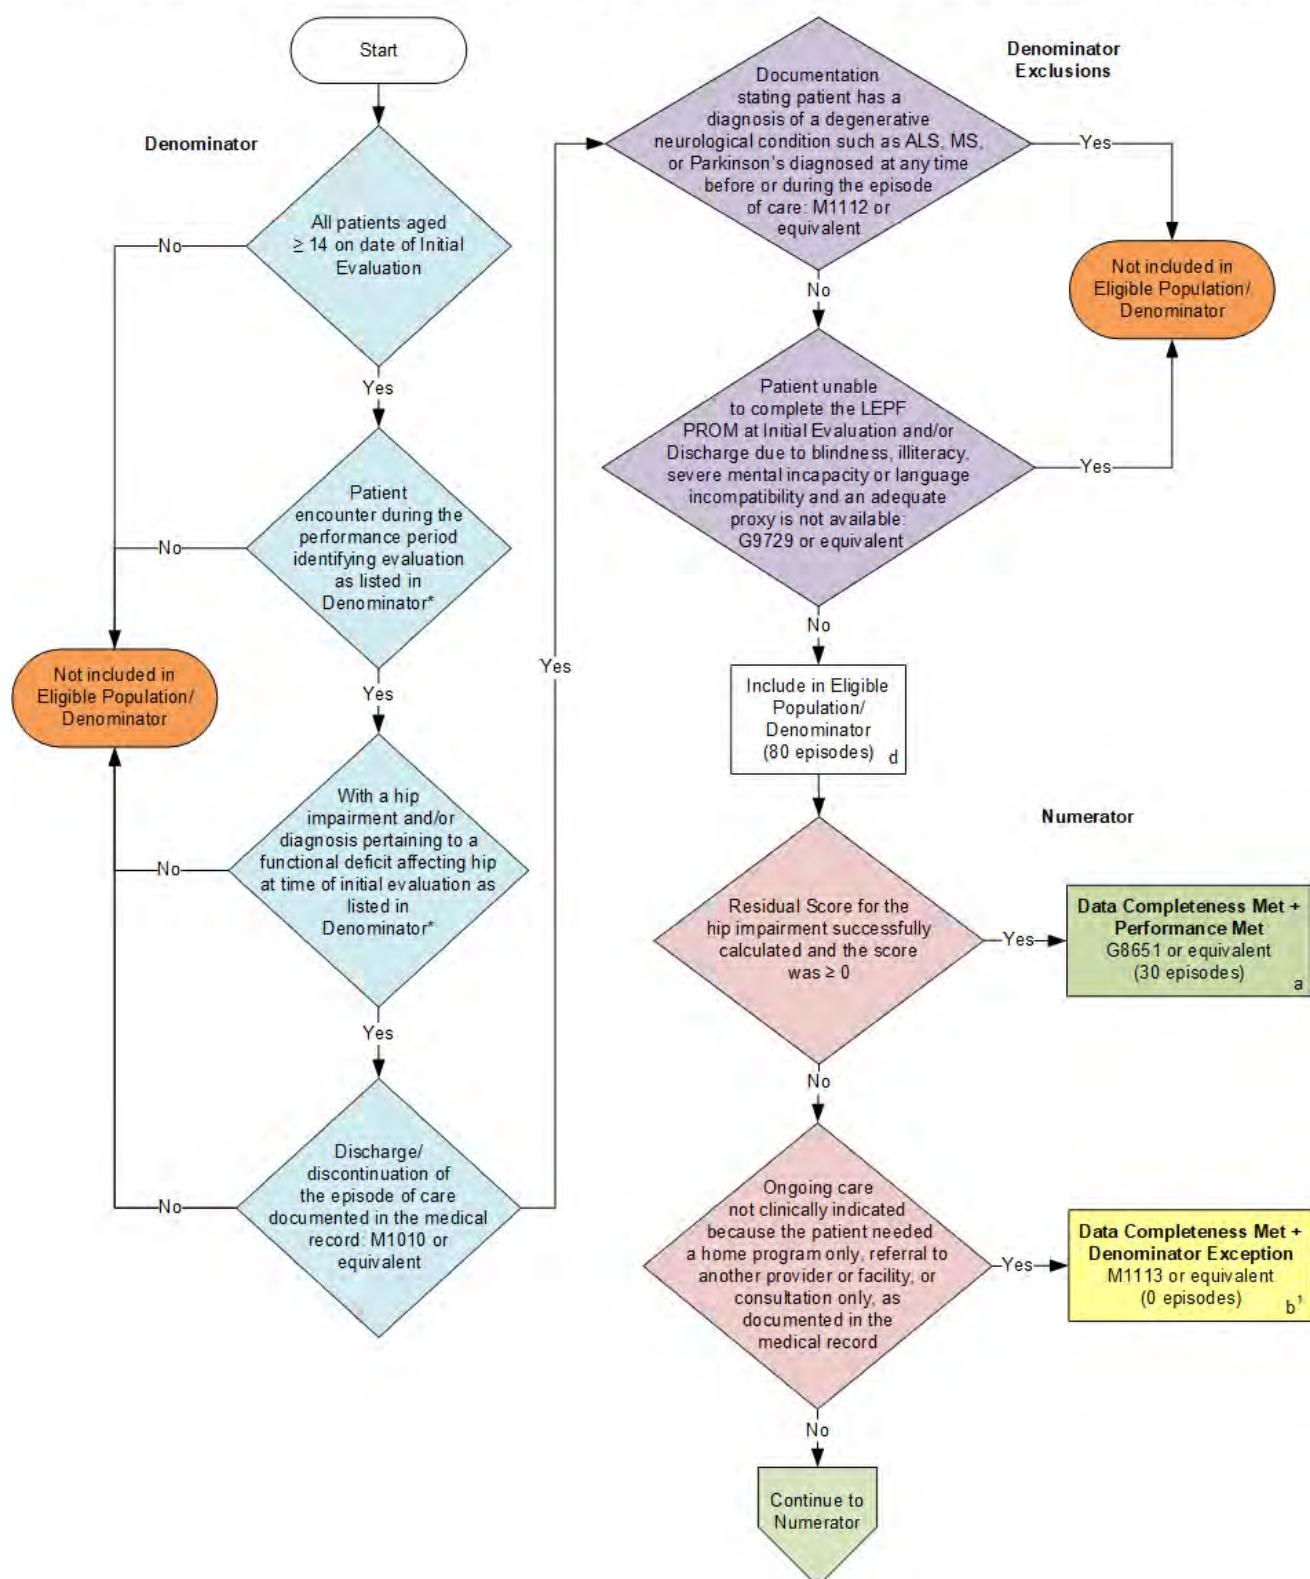 Start
Denominator
All patients aged
≥ 14 on date of Initial
Evaluation
No
Yes
Patient
encounter during the
performance period
identifying evaluation
as listed in
Denominator*
No
Yes
Not included in
Eligible Population/
Denominator
With a hip
impairment and/or
diagnosis pertaining to a
functional deficit affecting hip
at time of initial evaluation as
listed in
Denominator*
No
Yes
Discharge/
discontinuation of
the episode of care
documented in the medical
record: M1010 or
equivalent
No
Yes
Denominator
Exclusions
Documentation
stating patient has a
diagnosis of a degenerative
neurological condition such as ALS, MS,
or Parkinson's diagnosed at any time
before or during the episode
of care: M1112 or
equivalent
Yes
No
Not included in
Eligible Population/
Denominator
Patient unable
to complete the LEPF
PROM at Initial Evaluation and/or
Discharge due to blindness, illiteracy,
severe mental incapacity or language
incompatibility and an adequate
proxy is not available:
G9729 or equivalent
Yes
No
Include in Eligible
Population/
Denominator
(80 episodes)
d
Numerator
Residual Score for the
hip impairment successfully
calculated and the score
was ≥ 0
Yes
Data Completeness Met +
Performance Met
G8651 or equivalent
(30 episodes)
a
No
Ongoing care
not clinically indicated
because the patient needed
a home program only, referral to
another provider or facility, or
consultation only, as
documented in the
medical record
Yes
Data Completeness Met +
Denominator Exception
M1113 or equivalent
(0 episodes)
b¹
No
Continue to
Numerator